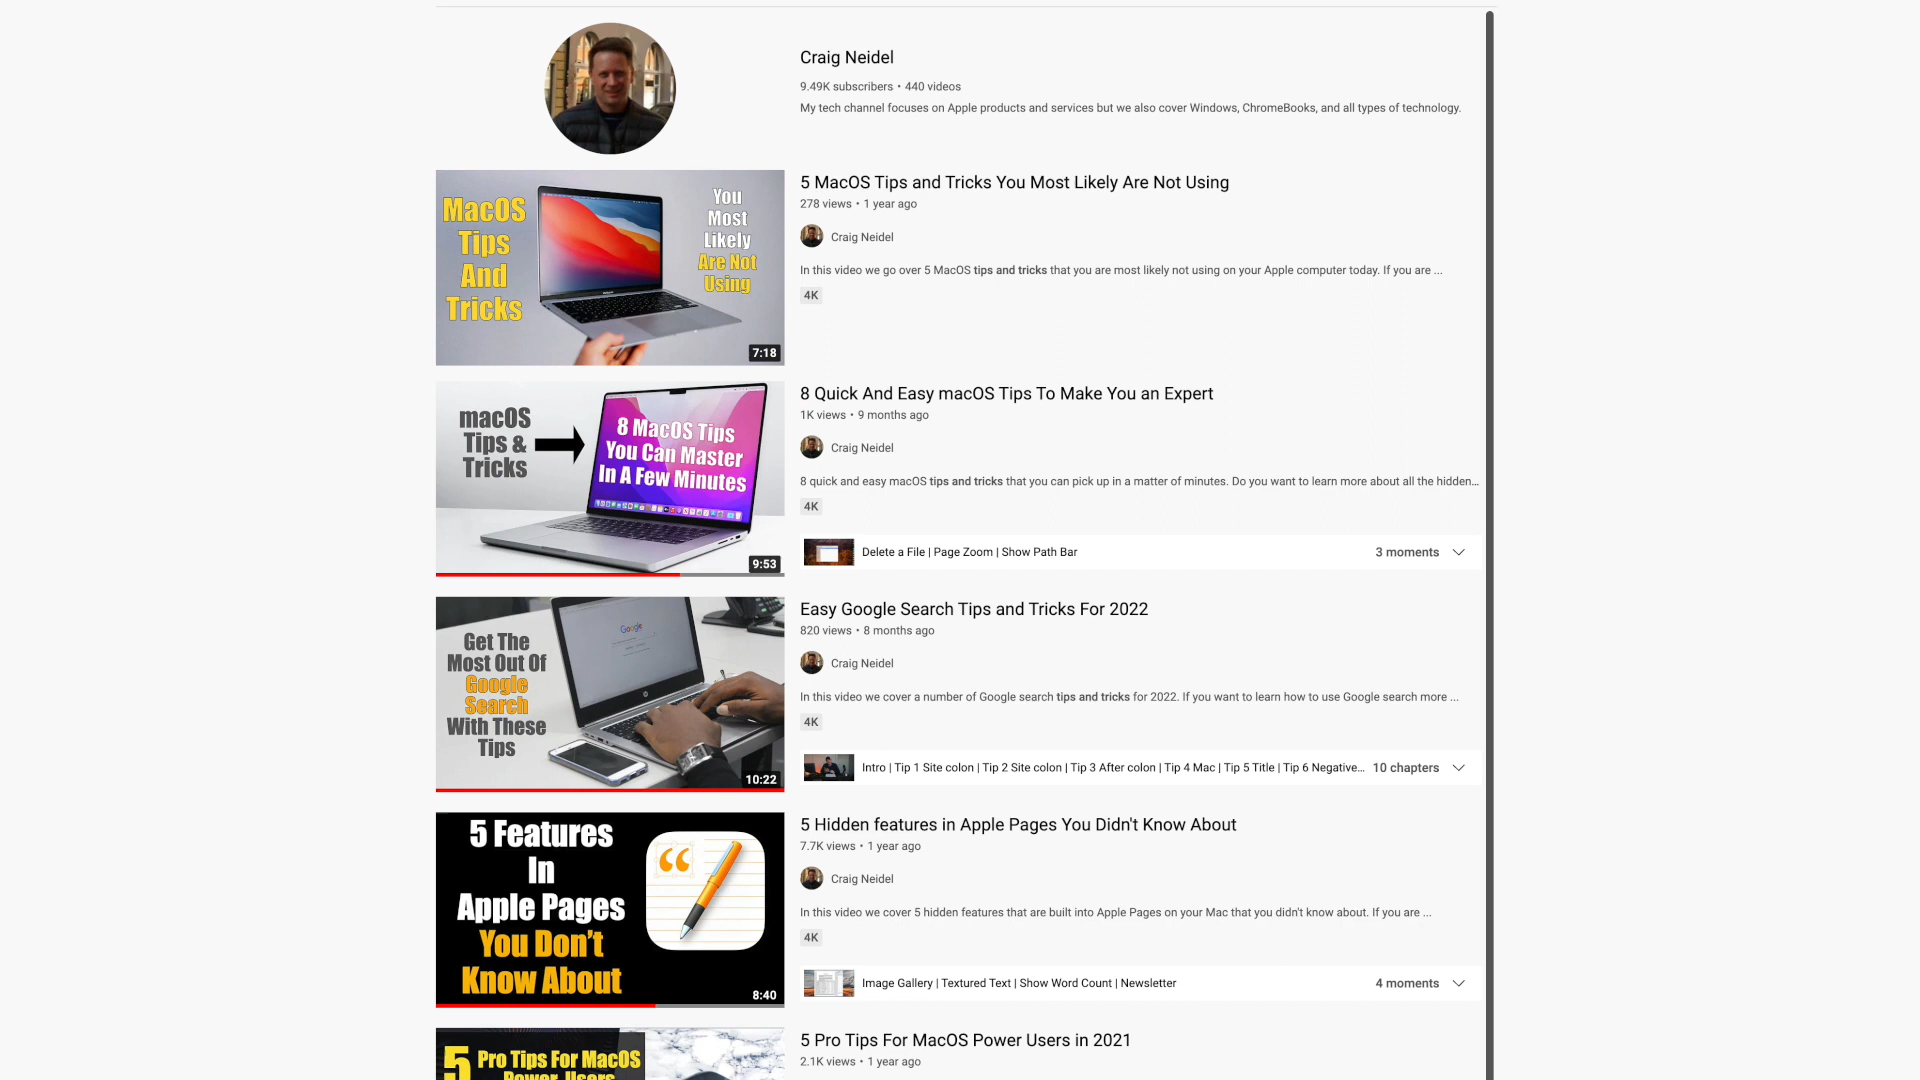 Craig Neidel
9.49K subscribers • 440 videos
My tech channel focuses on Apple products and services but we also cover Windows, ChromeBooks, and all types of technology.
MacOS
Tips
And
Tricks
You
Most
Likely
Are Not
Using
7:18
5 MacOS Tips and Tricks You Most Likely Are Not Using
278 views • 1 year ago
Craig Neidel
In this video we go over 5 MacOS tips and tricks that you are most likely not using on your Apple computer today. If you are ...
4K
macOS
Tips &
Tricks
8 MacOS Tips
You Can Master
In A Few Minutes
9:53
8 Quick And Easy macOS Tips To Make You an Expert
1K views • 9 months ago
Craig Neidel
8 quick and easy macOS tips and tricks that you can pick up in a matter of minutes. Do you want to learn more about all the hidden...
4K
Delete a File | Page Zoom | Show Path Bar
3 moments
Get The
Most Out Of
Google
Search
With These
Tips
Google
10:22
Easy Google Search Tips and Tricks For 2022
820 views • 8 months ago
Craig Neidel
In this video we cover a number of Google search tips and tricks for 2022. If you want to learn how to use Google search more ...
4K
Intro | Tip 1 Site colon | Tip 2 Site colon | Tip 3 After colon | Tip 4 Mac | Tip 5 Title | Tip 6 Negative...
10 chapters
5 Features
In
Apple Pages
You Don't
Know About
8:40
5 Hidden features in Apple Pages You Didn't Know About
7.7K views • 1 year ago
Craig Neidel
In this video we cover 5 hidden features that are built into Apple Pages on your Mac that you didn't know about. If you are ...
4K
Image Gallery | Textured Text | Show Word Count | Newsletter
4 moments
5 Pro Tips For MacOS
Power Users
5 Pro Tips For MacOS Power Users in 2021
2.1K views • 1 year ago